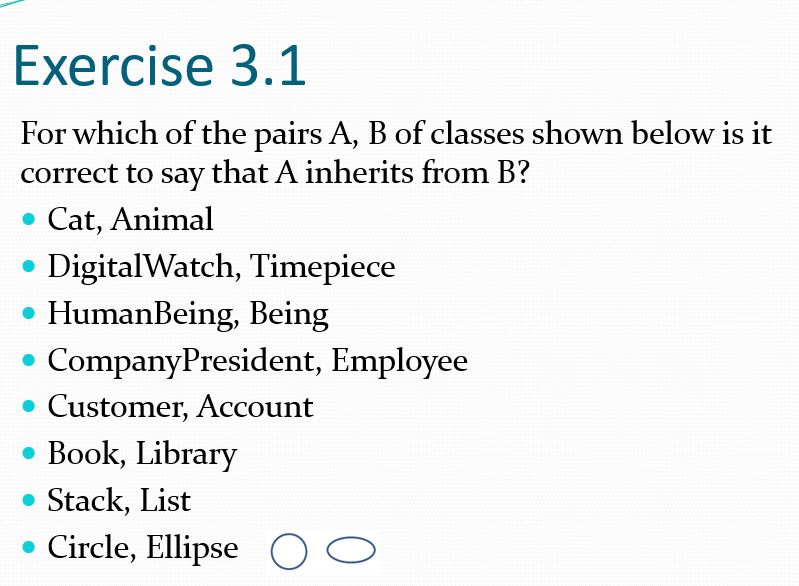 Exercise 3.1
For which of the pairs A, B of classes shown below is it
correct to say that A inherits from B?
• Cat, Animal
• DigitalWatch, Timepiece
• HumanBeing, Being
• CompanyPresident, Employee
• Customer, Account
• Book, Library
• Stack, List
• Circle, Ellipse